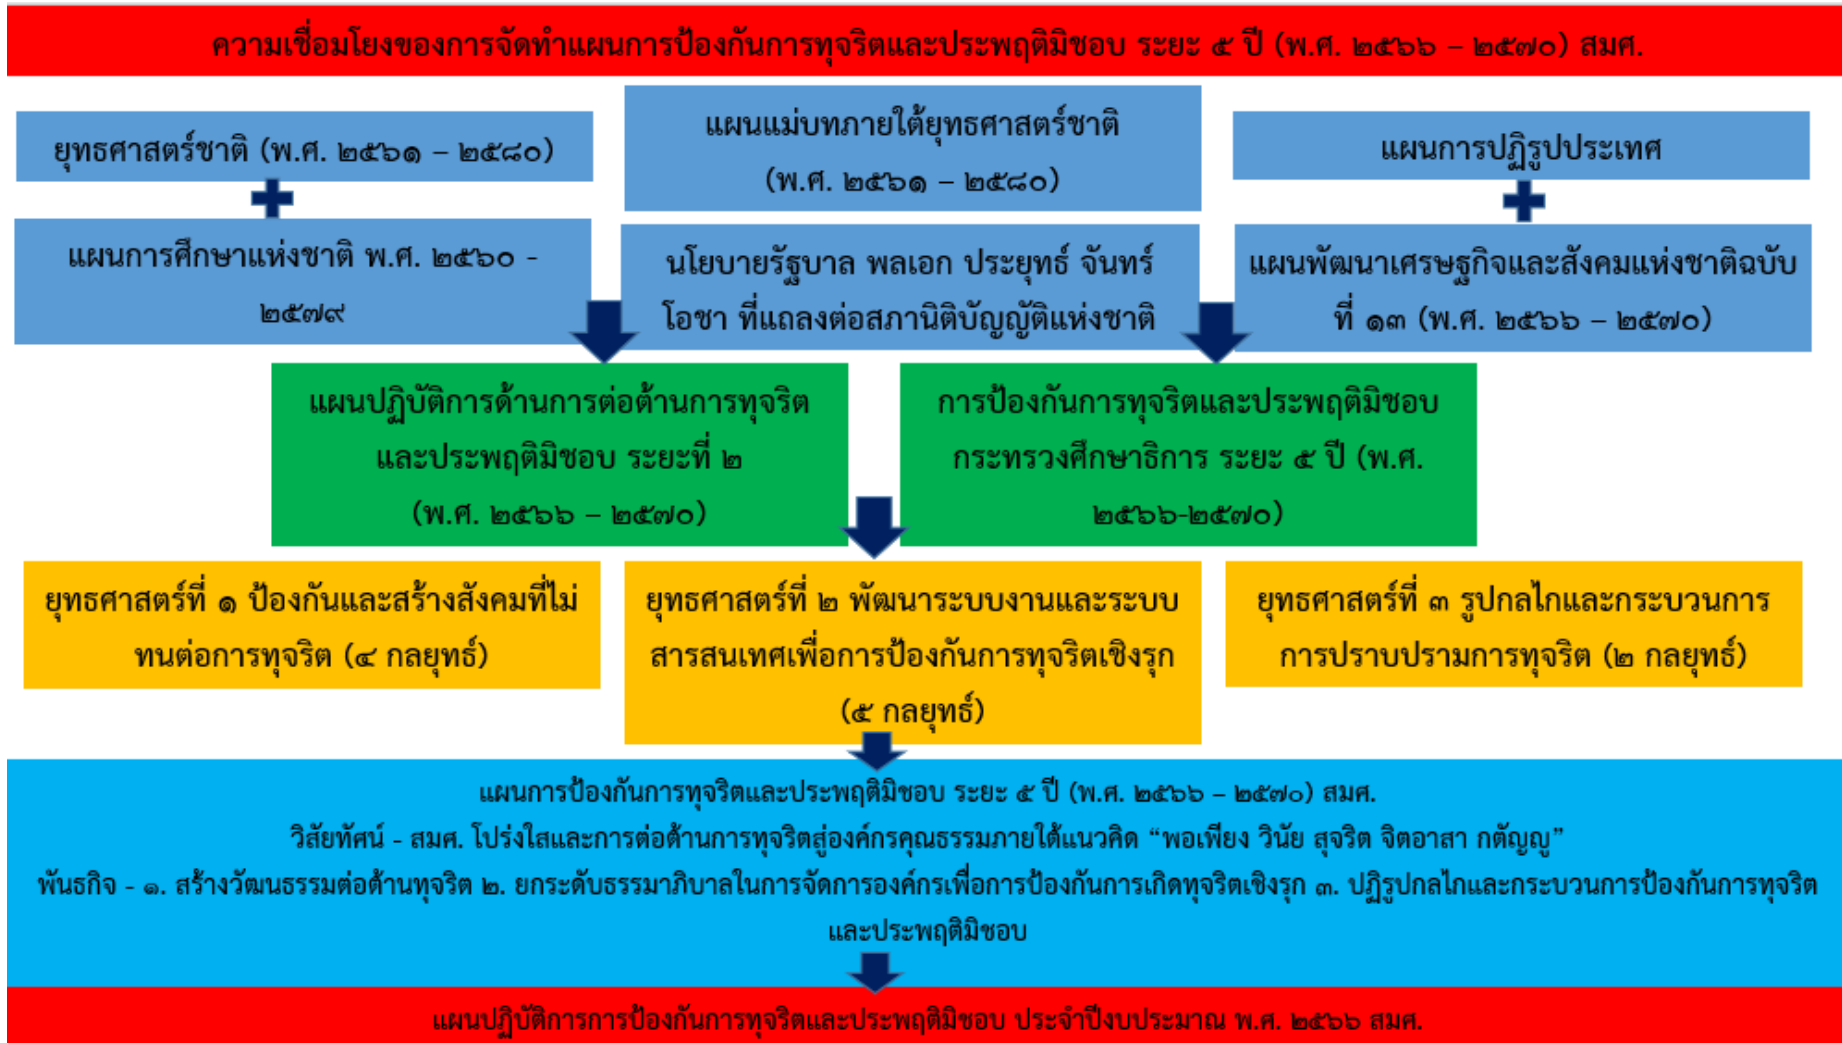 ความเชื่อมโยงของการจัดทำแผนการป้องกันการทุจริตและประพฤติมิชอบ ระยะ ๕ ปี (พ.ศ. ๒๕๖๖ – ๒๕๗๐) สมศ.
ยุทธศาสตร์ชาติ (พ.ศ. ๒๕๖๑ – ๒๕๘๐)
แผนแม่บทภายใต้ยุทธศาสตร์ชาติ
(พ.ศ. ๒๕๖๑ – ๒๕๘๐)
แผนการปฏิรูปประเทศ
แผนการศึกษาแห่งชาติ พ.ศ. ๒๕๖๐ -
๒๕๗๙
นโยบายรัฐบาล พลเอก ประยุทธ์ จันทร์
โอชา ที่แถลงต่อสภานิติบัญญัติแห่งชาติ
แผนพัฒนาเศรษฐกิจและสังคมแห่งชาติฉบับ
ที่ ๑๓ (พ.ศ. ๒๕๖๖ – ๒๕๗๐)
แผนปฏิบัติการด้านการต่อต้านการทุจริต
และประพฤติมิชอบ ระยะที่ ๒
(พ.ศ. ๒๕๖๖ – ๒๕๗๐)
การป้องกันการทุจริตและประพฤติมิชอบ
กระทรวงศึกษาธิการ ระยะ ๕ ปี (พ.ศ.
๒๕๖๖-๒๕๗๐)
ยุทธศาสตร์ที่ ๑ ป้องกันและสร้างสังคมที่ไม่
ทนต่อการทุจริต (๔ กลยุทธ์)
ยุทธศาสตร์ที่ ๒ พัฒนาระบบงานและระบบ
สารสนเทศเพื่อการป้องกันการทุจริตเชิงรุก
(๕ กลยุทธ์)
ยุทธศาสตร์ที่ ๓ รูปกลไกและกระบวนการ
การปราบปรามการทุจริต (๒ กลยุทธ์)
แผนการป้องกันการทุจริตและประพฤติมิชอบ ระยะ ๕ ปี (พ.ศ. ๒๕๖๖ – ๒๕๗๐) สมศ.
วิสัยทัศน์ - สมศ. โปร่งใสและการต่อต้านการทุจริตสู่องค์กรคุณธรรมภายใต้แนวคิด “พอเพียง วินัย สุจริต จิตอาสา กตัญญู”
พันธกิจ - ๑. สร้างวัฒนธรรมต่อต้านทุจริต ๒. ยกระดับธรรมาภิบาลในการจัดการองค์กรเพื่อการป้องกันการเกิดทุจริตเชิงรุก ๓. ปฏิรูปกลไกและกระบวนการป้องกันการทุจริต
และประพฤติมิชอบ
แผนปฏิบัติการการป้องกันการทุจริตและประพฤติมิชอบ ประจำปีงบประมาณ พ.ศ. ๒๕๖๖ สมศ.